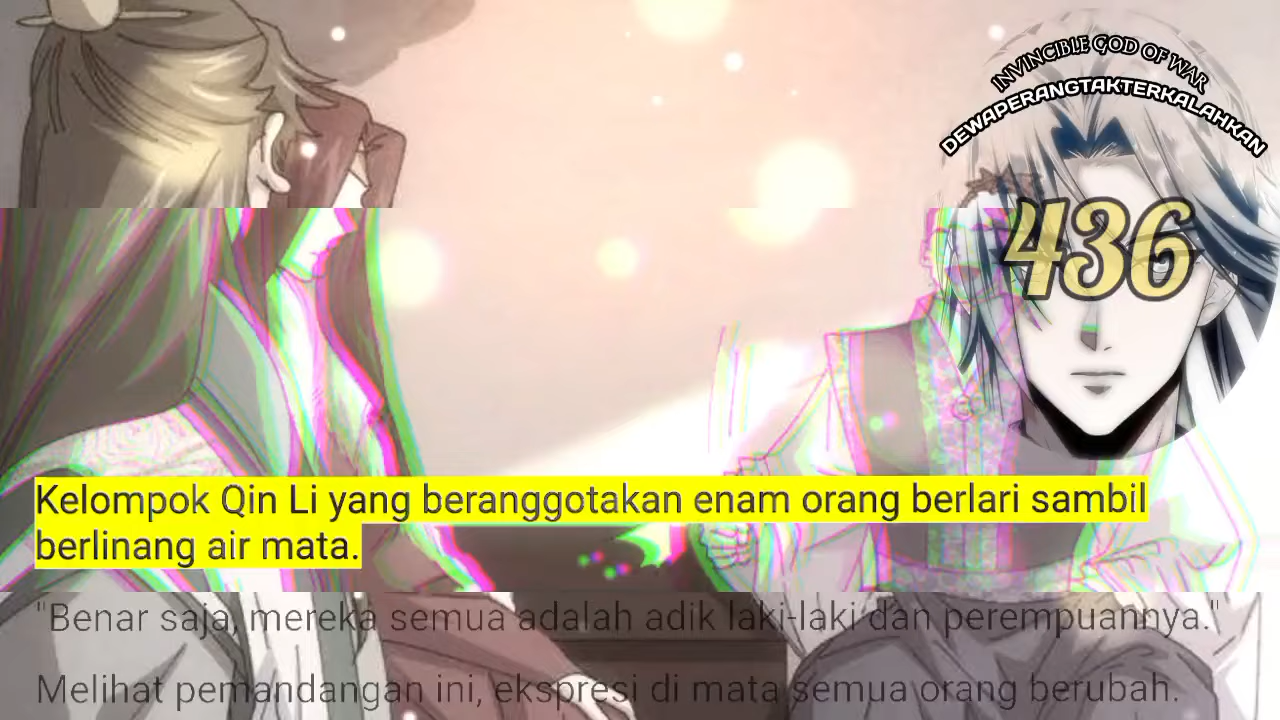 INVINCIBLE GOD OF WAR
DEWAPERANGTAKTERKALAHKAN
436
Kelompok Qin Li yang beranggotakan enam orang berlari sambil
berlinang air mata.
"Benar saja, mereka semua adalah adik laki-laki dan perempuannya."
Melihat pemandangan ini, ekspresi di mata semua orang berubah.